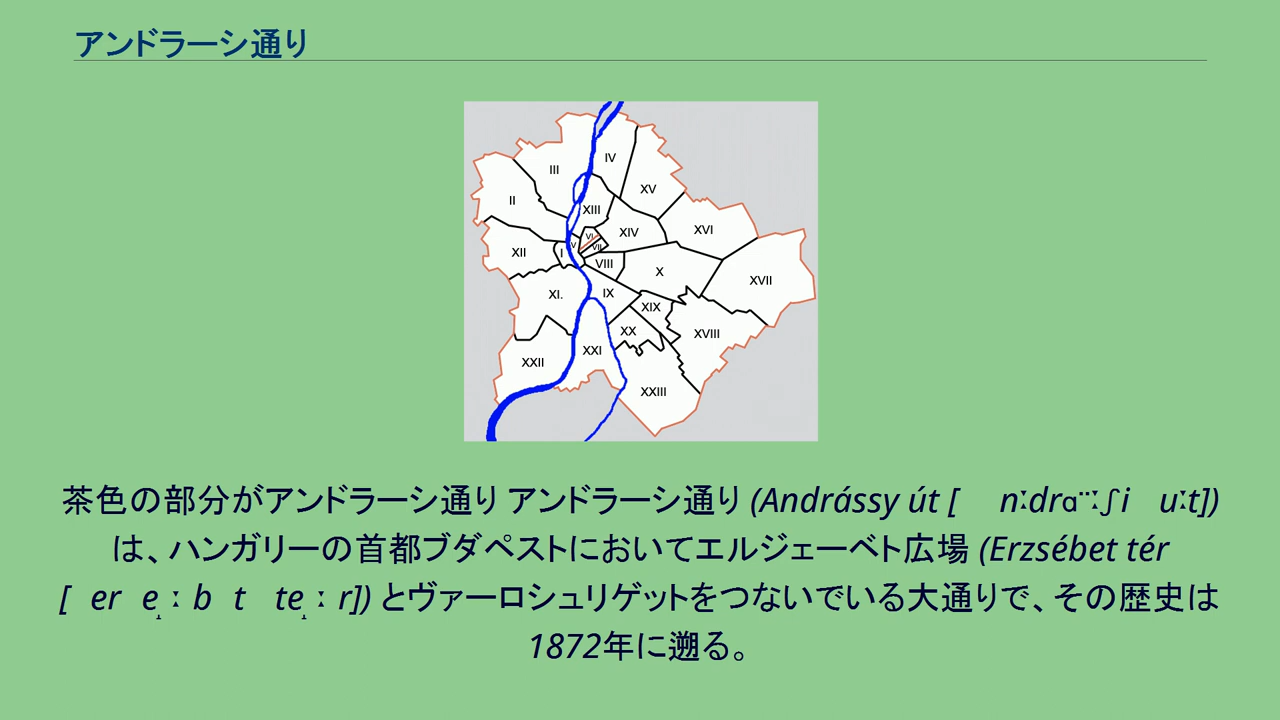 アンドラーシ通り
IV
III
XV
II
XIII
XIV
XVI
VI
V
VII
XII
I
VIII
X
XVII
XI.
IX
XIX
XX
XVIII
XXI
XXII
XXIII
茶色の部分がアンドラーシ通り アンドラーシ通り (Andrássy út [ nːdrɑ̈ːʃi uːt])
は、ハンガリーの首都ブダペストにおいてエルジェーベト広場 (Erzsébet tér
[ er e̞ ː b t te̞ ː r]) とヴァーロシュリゲットをつないでいる大通りで、その歴史は
1872年に遡る。